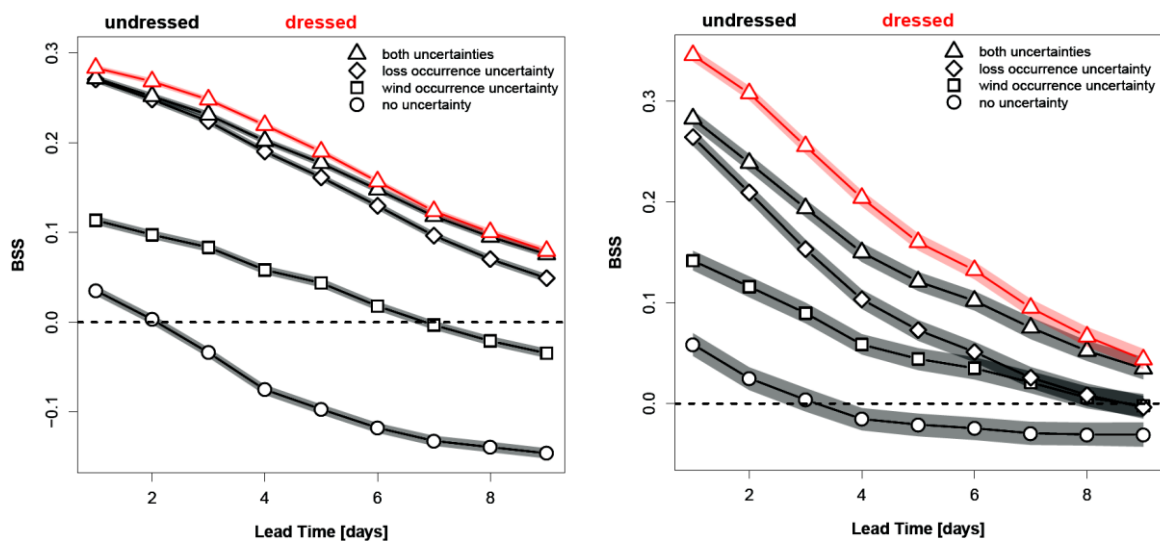 undressed dressed
both uncertainties
loss occurrence uncertainty
wind occurrence uncertainty
no uncertainty
BSS
0.3
0.2
0.1
0.0
−0.1
2 4 6 8
Lead Time [days]
undressed dressed
both uncertainties
loss occurrence uncertainty
wind occurrence uncertainty
no uncertainty
BSS
0.3
0.2
0.1
0.0
2 4 6 8
Lead Time [days]